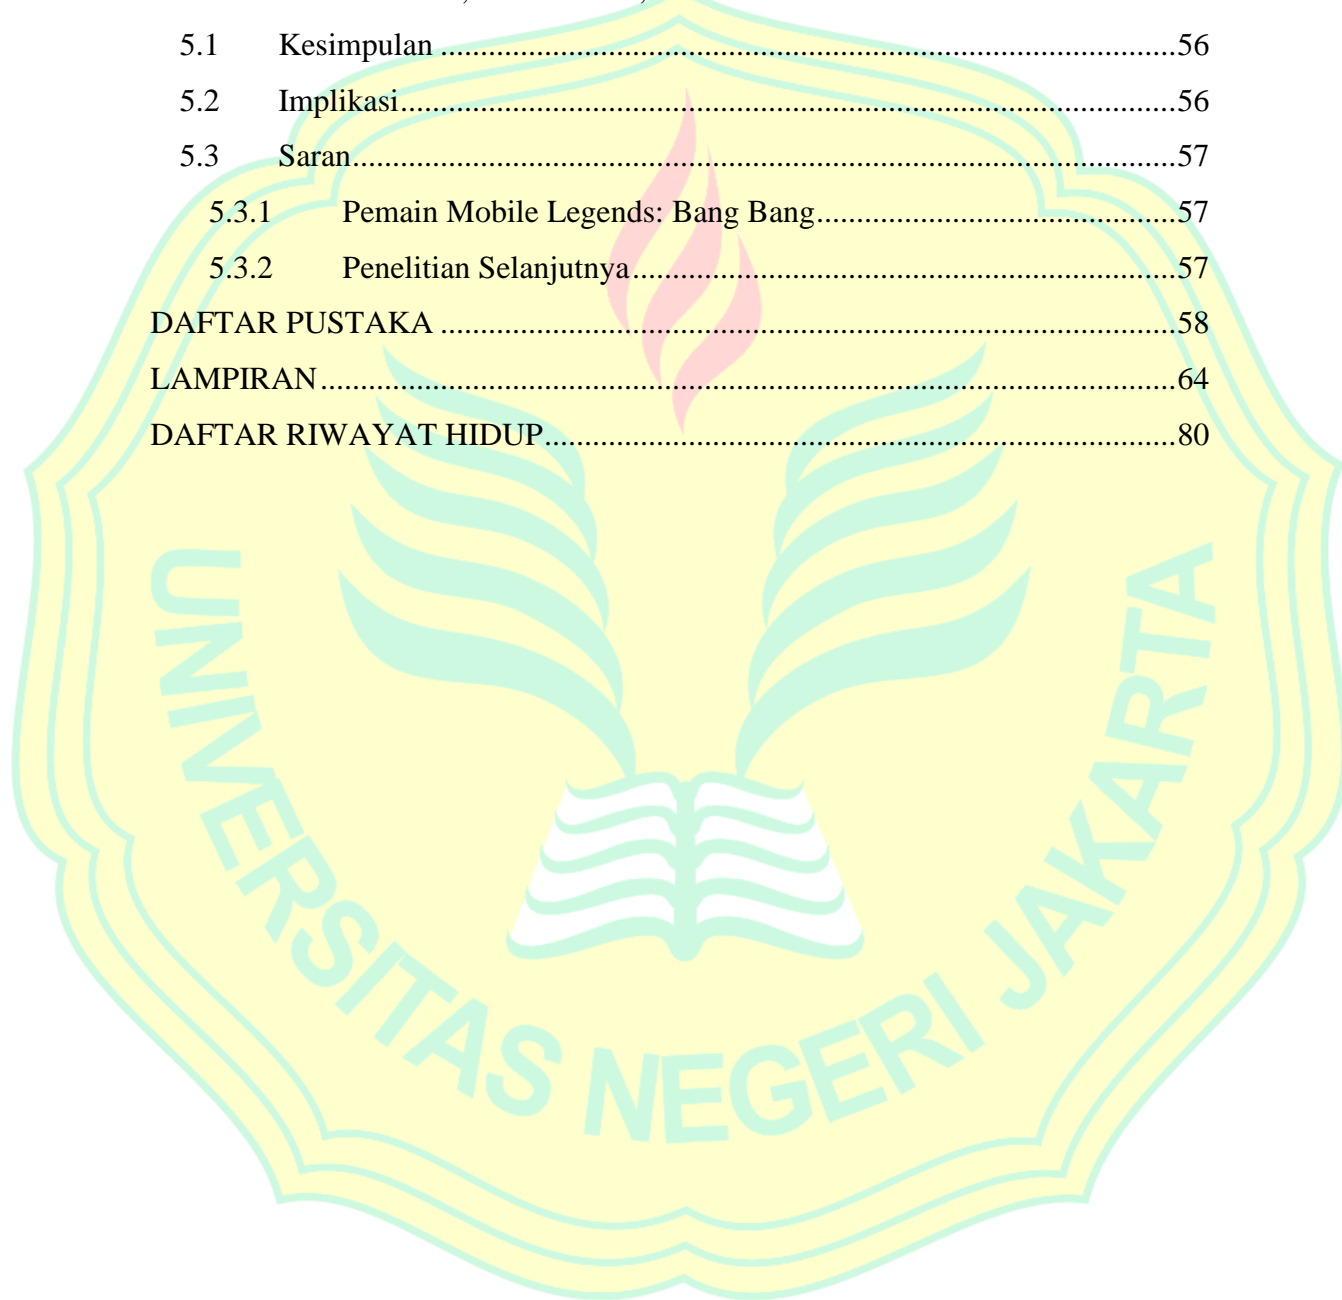 5.1 Kesimpulan ............................................................................................56
5.2 Implikasi.................................................................................................56
5.3 Saran.......................................................................................................57
5.3.1 Pemain Mobile Legends: Bang Bang.............................................57
5.3.2 Penelitian Selanjutnya....................................................................57
DAFTAR PUSTAKA ............................................................................................58
LAMPIRAN...........................................................................................................64
DAFTAR RIWAYAT HIDUP...............................................................................80
UNIVERSITAS NEGERI JAKARTA